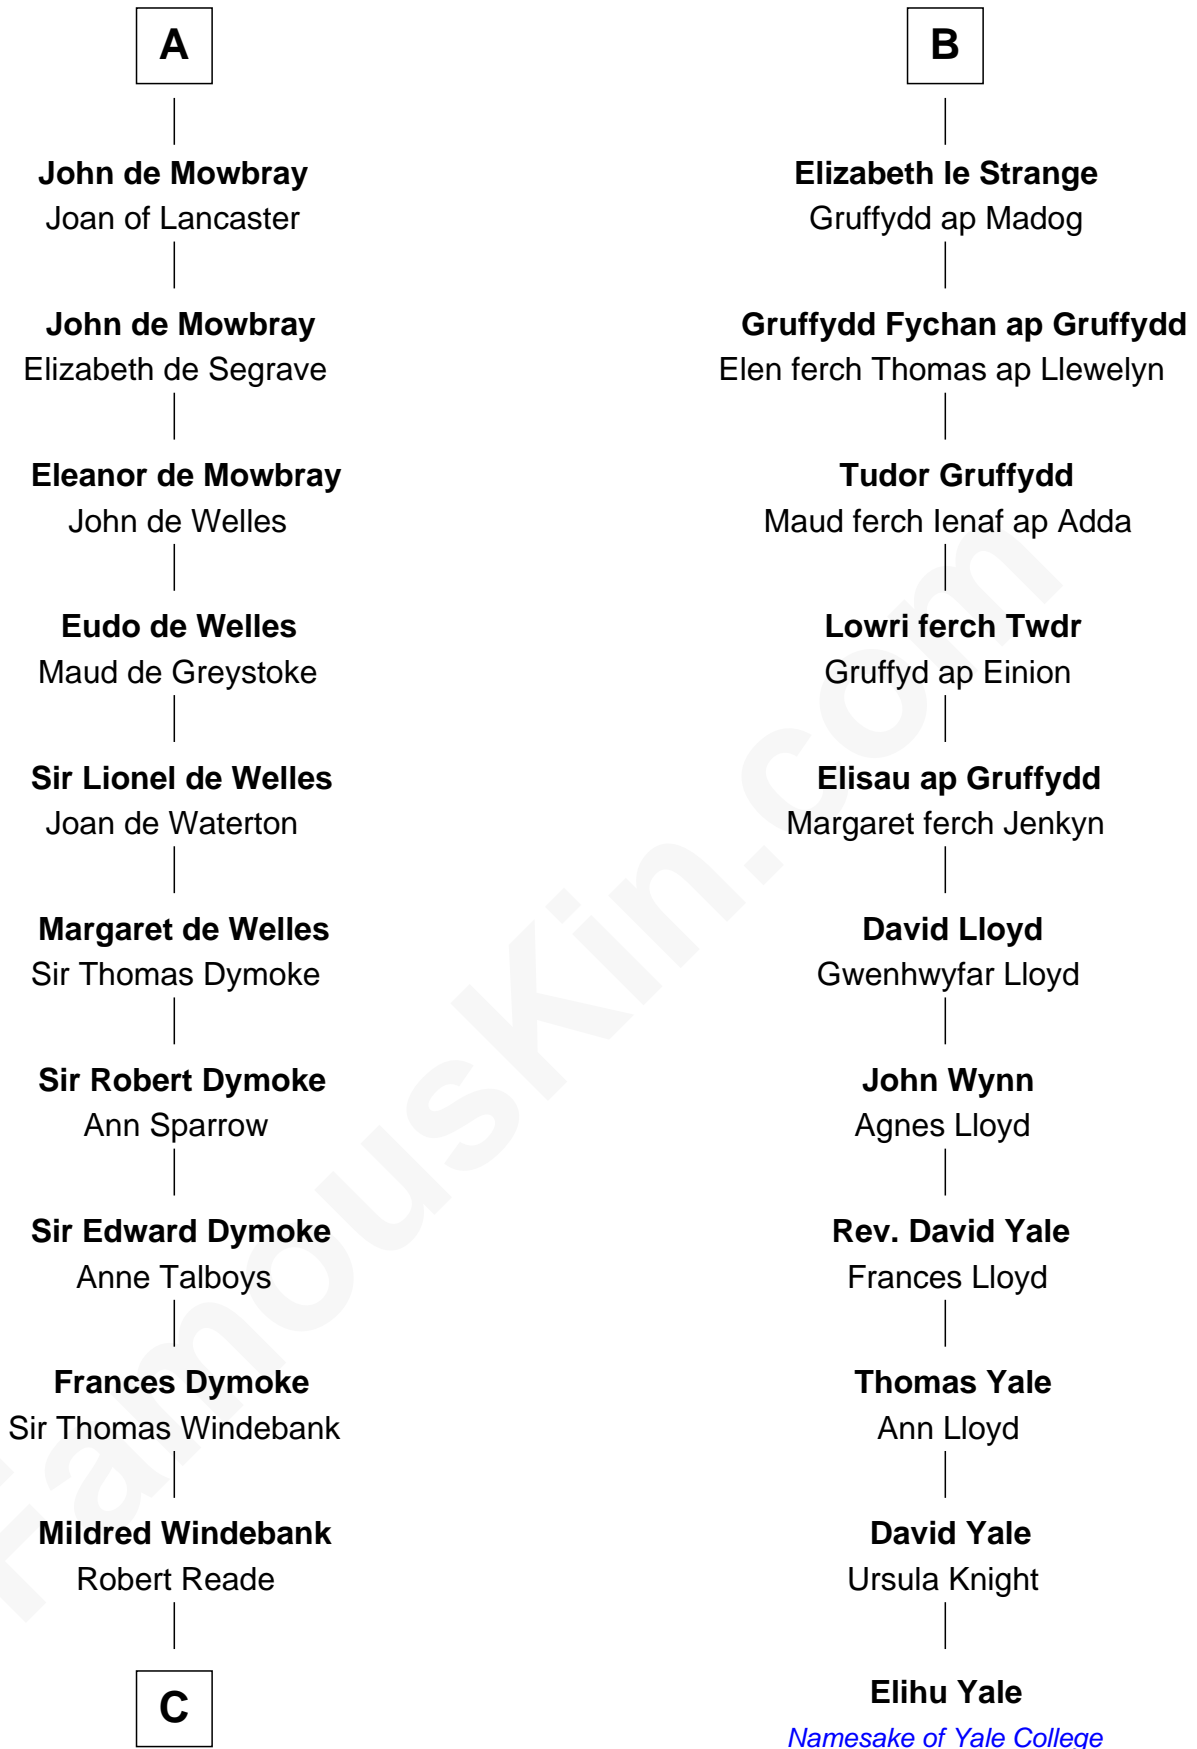 A
John de Mowbray
Joan of Lancaster
John de Mowbray
Elizabeth de Segrave
Eleanor de Mowbray
John de Welles
Eudo de Welles
Maud de Greystoke
Sir Lionel de Welles
Joan de Waterton
Margaret de Welles
Sir Thomas Dymoke
Sir Robert Dymoke
Ann Sparrow
Sir Edward Dymoke
Anne Talboys
Frances Dymoke
Sir Thomas Windebank
Mildred Windebank
Robert Reade
C
B
Elizabeth le Strange
Gruffydd ap Madog
Gruffydd Fychan ap Gruffydd
Elen ferch Thomas ap Llewelyn
Tudor Gruffydd
Maud ferch Ienaf ap Adda
Lowri ferch Twdr
Gruffyd ap Einion
Elisau ap Gruffydd
Margaret ferch Jenkyn
David Lloyd
Gwenhwyfar Lloyd
John Wynn
Agnes Lloyd
Rev. David Yale
Frances Lloyd
Thomas Yale
Ann Lloyd
David Yale
Ursula Knight
Elihu Yale
Namesake of Yale College
FamousKin.com